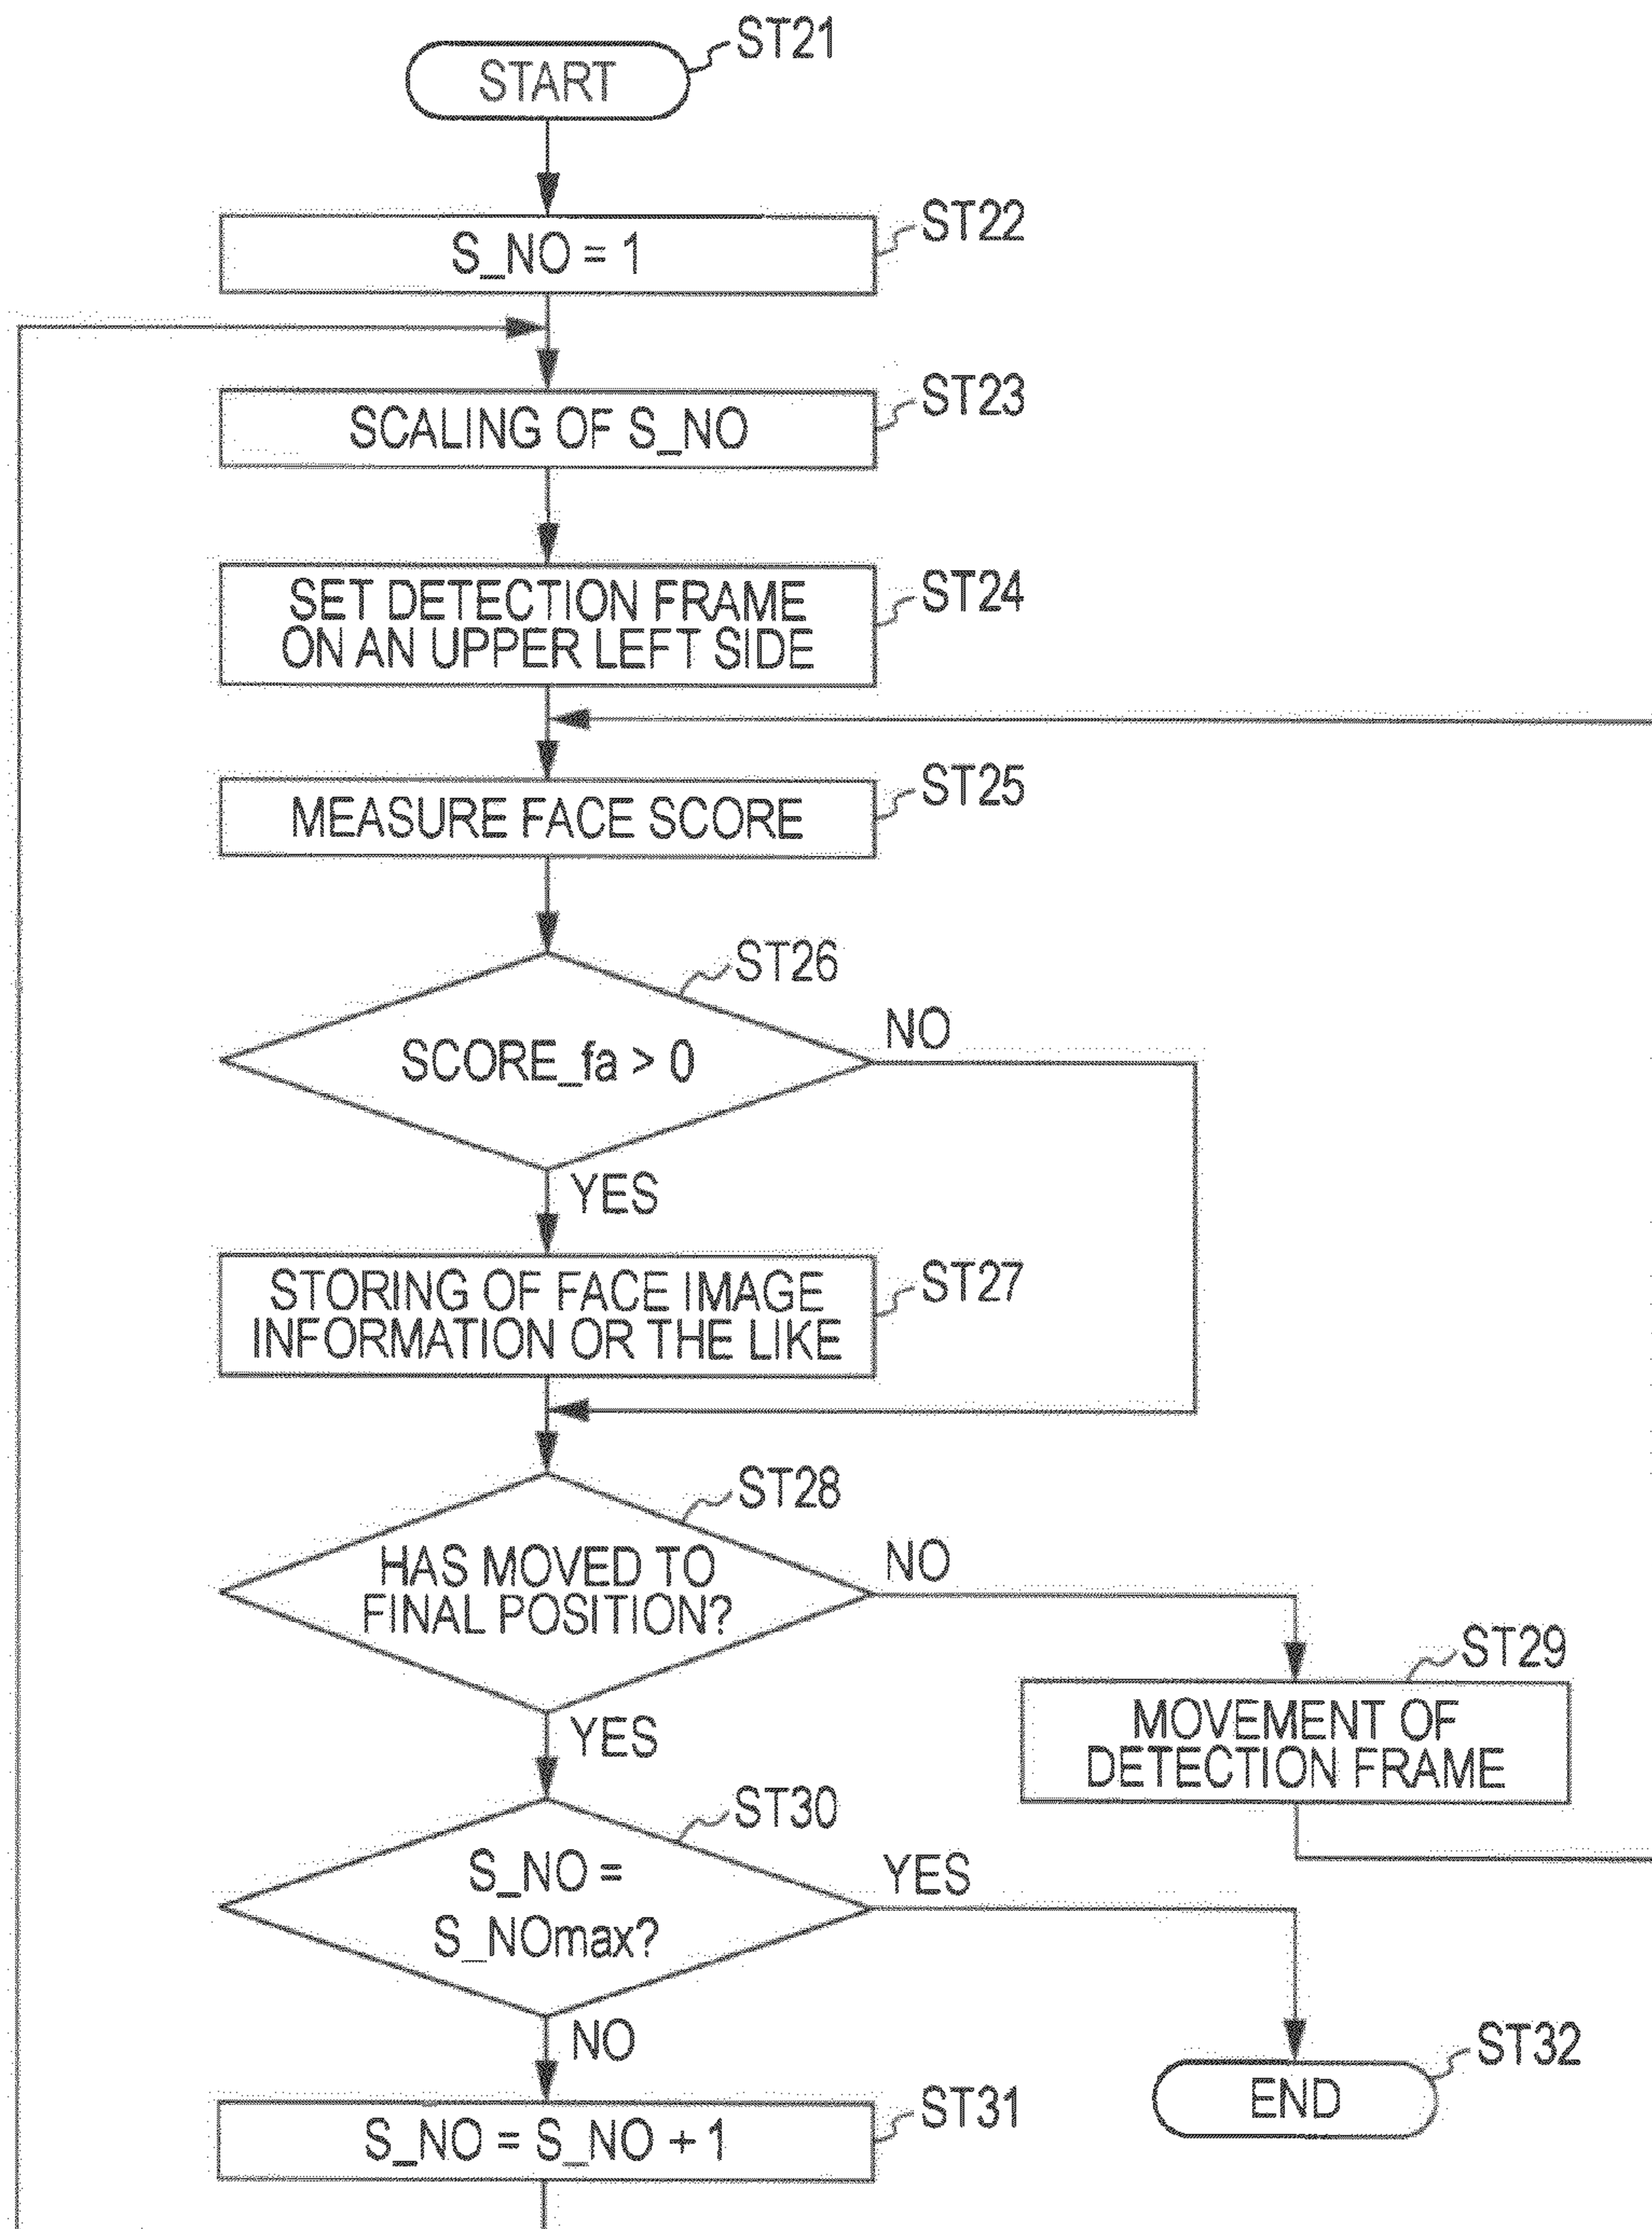 START
ST21
S_NO = 1
ST22
SCALING OF S_NO
ST23
SET DETECTION FRAME
ON AN UPPER LEFT SIDE
ST24
MEASURE FACE SCORE
ST25
ST26
SCORE_fa > 0
NO
YES
STORING OF FACE IMAGE
INFORMATION OR THE LIKE
ST27
ST28
HAS MOVED TO
FINAL POSITION?
NO
YES
ST29
MOVEMENT OF
DETECTION FRAME
ST30
S_NO =
S_NOmax?
YES
NO
ST32
END
S_NO = S_NO + 1
ST31